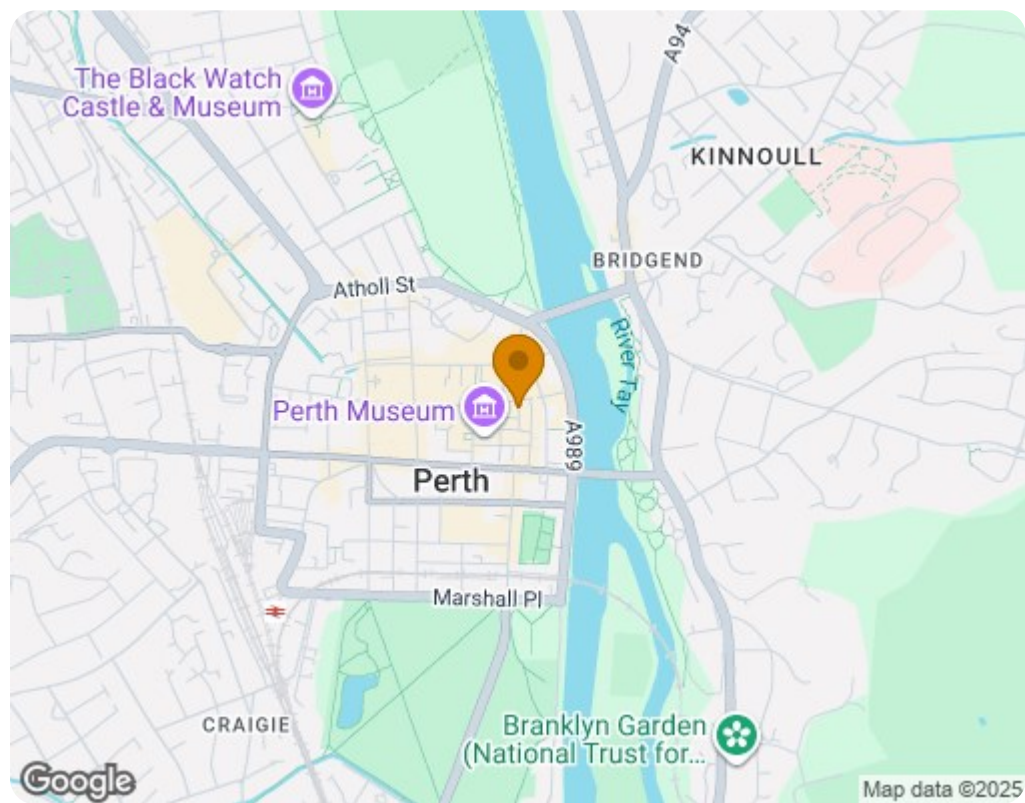 A94
The Black Watch
Castle & Museum
KINNOULL
BRIDGEND
Atholl St
River Tay
Perth Museum
A989
Perth
Marshall Pl
CRAIGIE
Branklyn Garden
(National Trust for...
Google
Map data ©2025